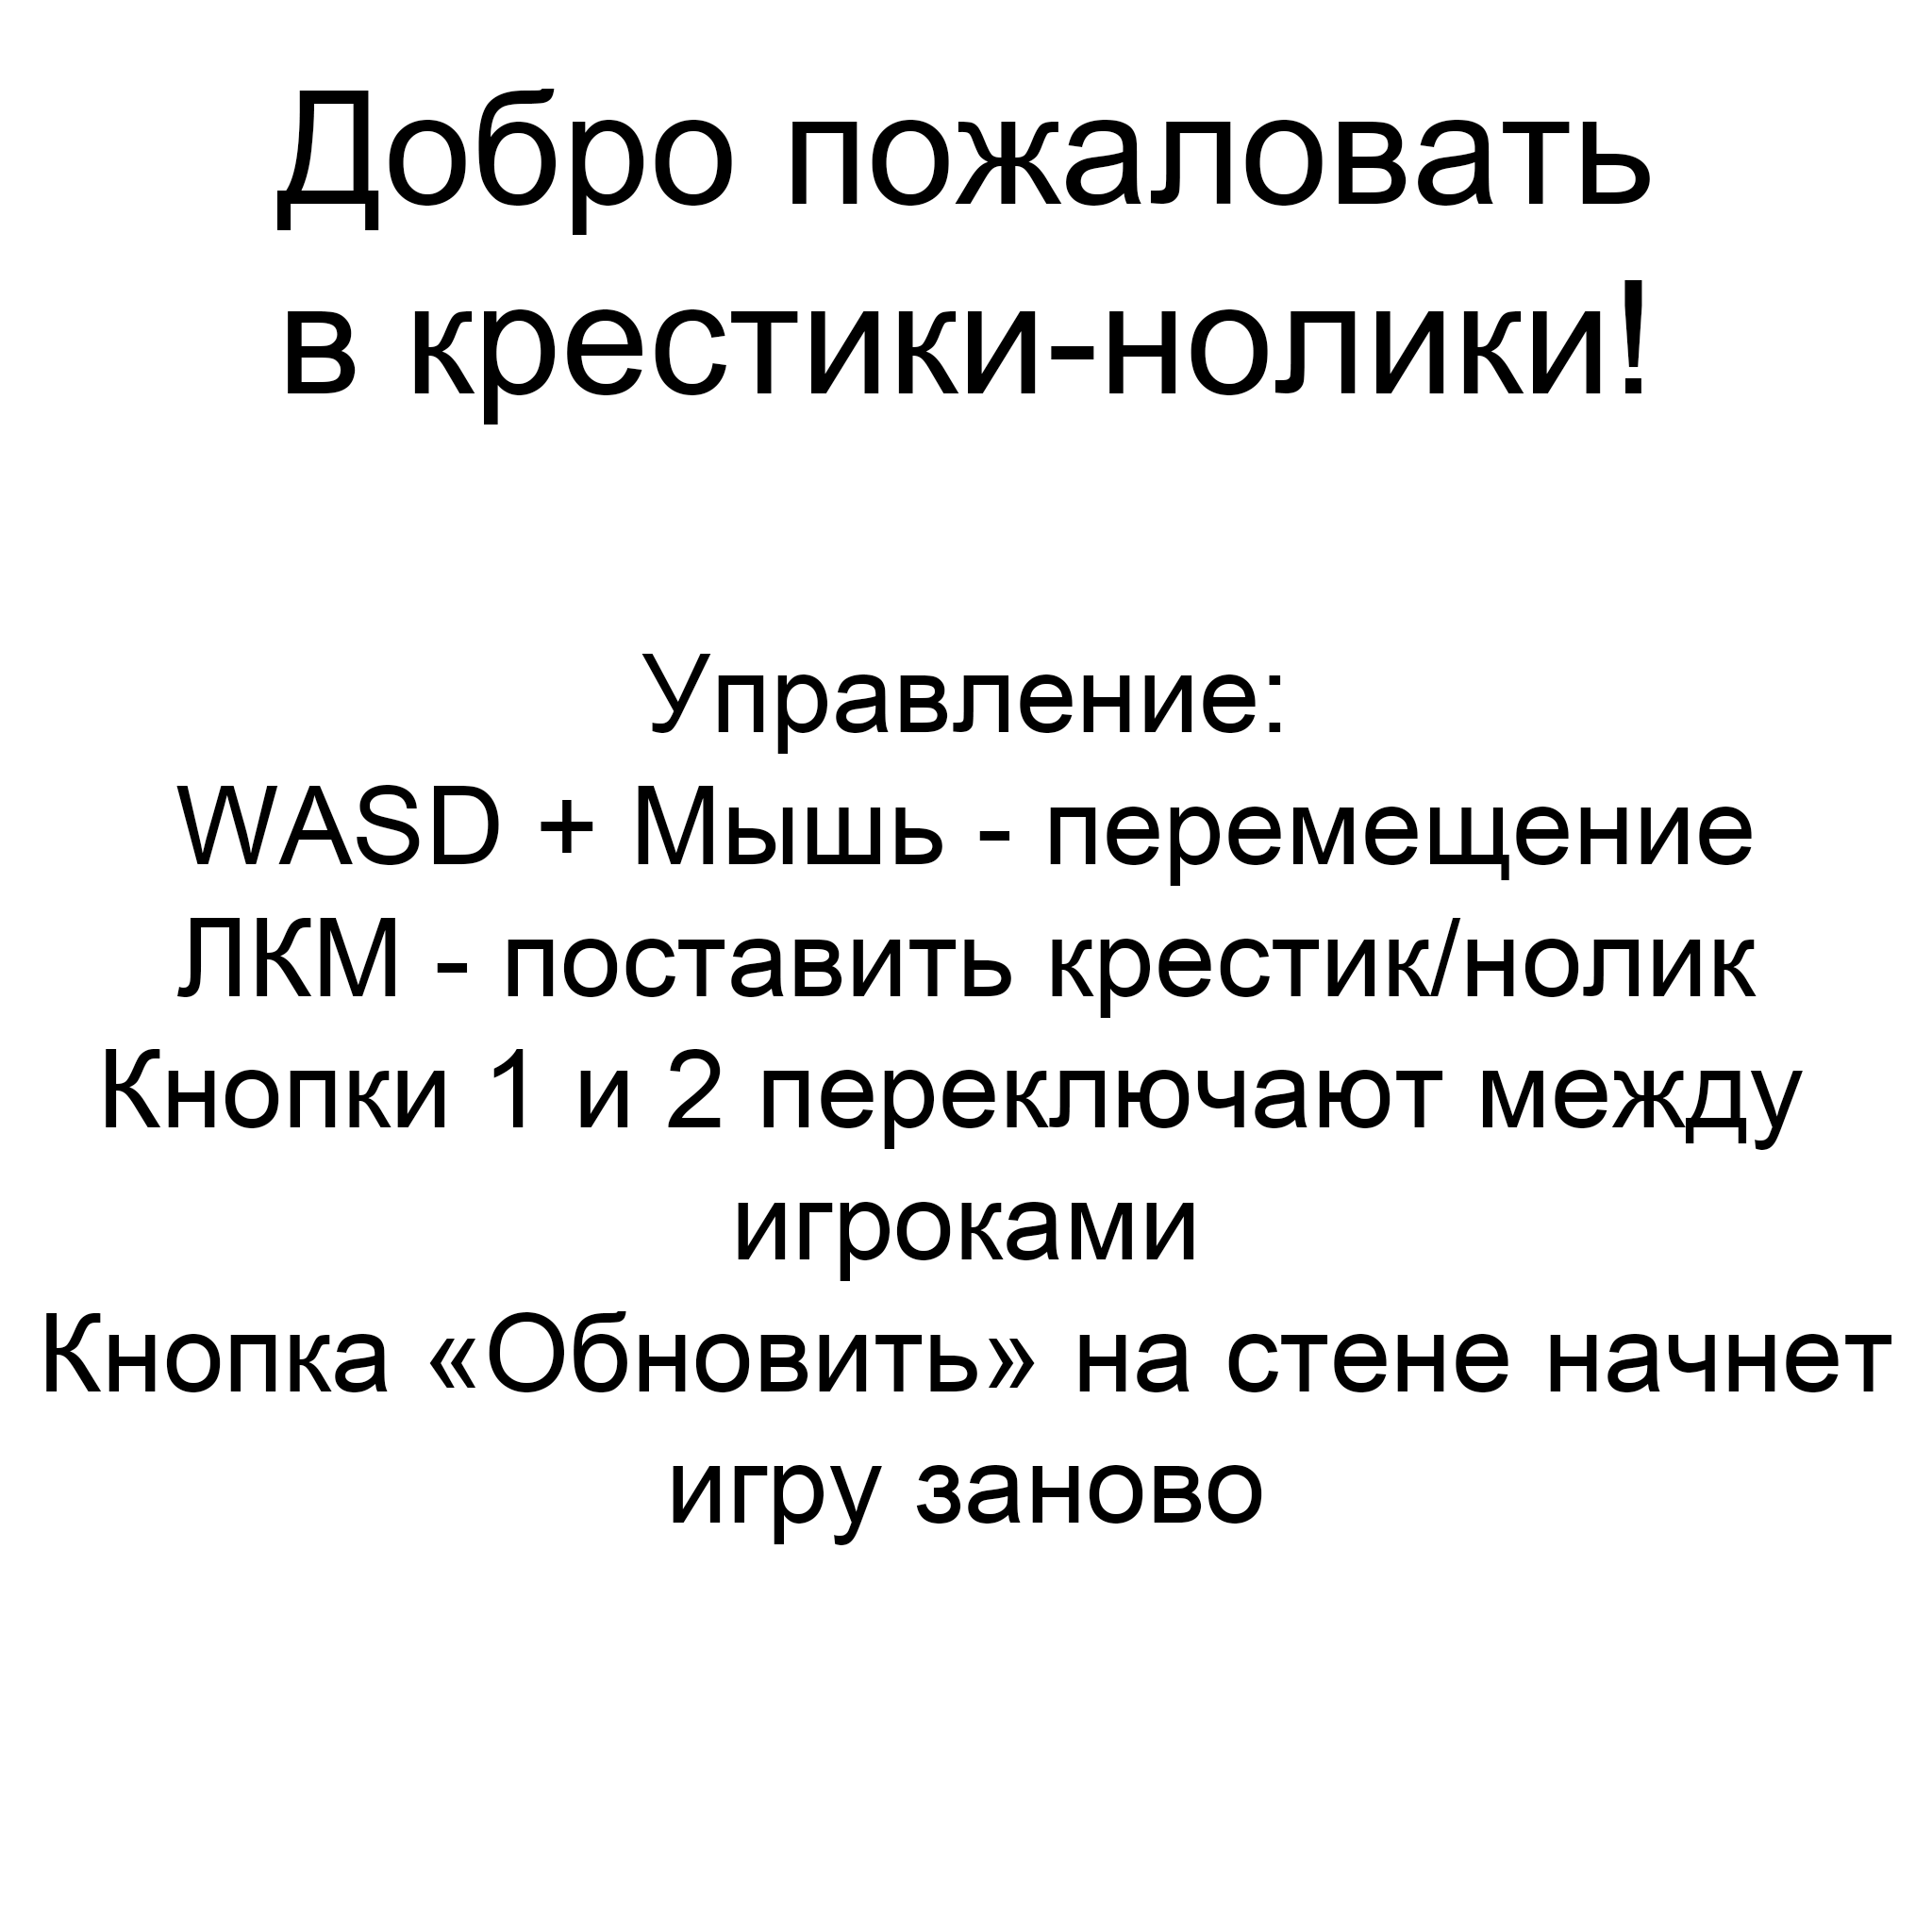 Добро пожаловать
в крестики-нолики!
Управление:
WASD + Мышь - перемещение
ЛКМ - поставить крестик/нолик
Кнопки 1 и 2 переключают между
игроками
Кнопка «Обновить» на стене начнет
игру заново